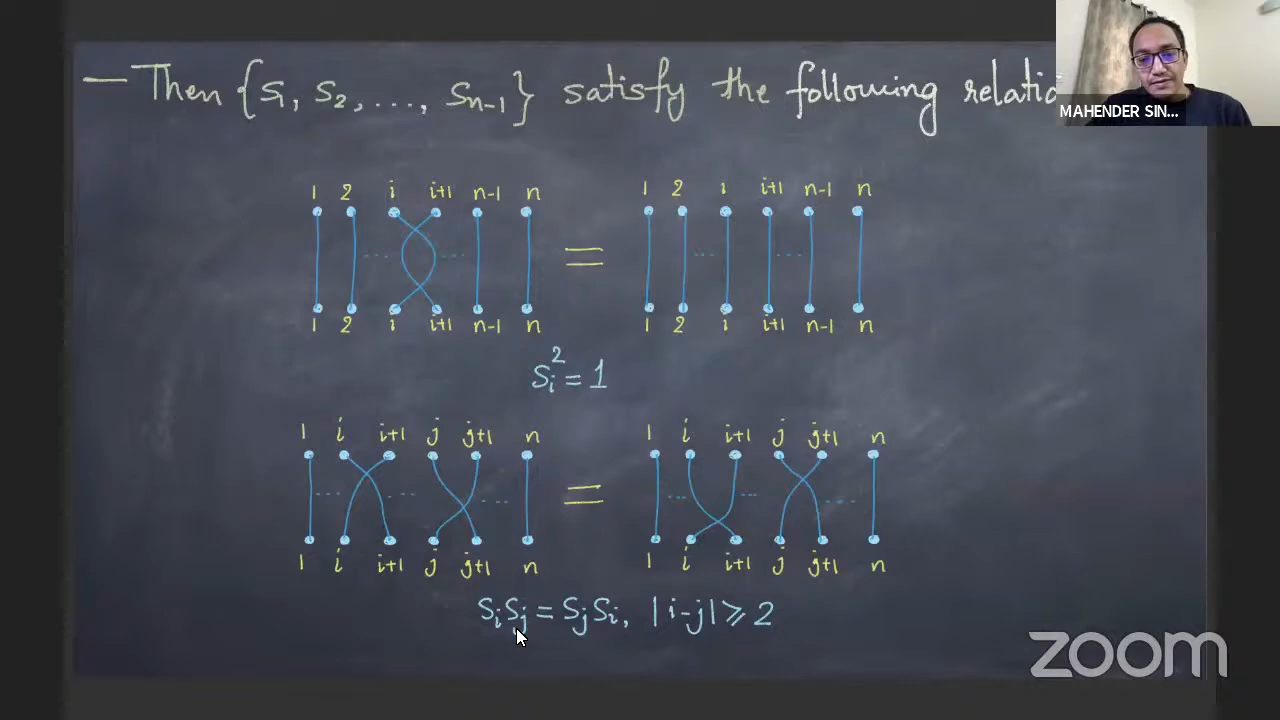 — Then {S1, S2, ..., Sn-1} satisfy the following relatio
MAHENDER SIN...
1 2 i i+1 n-1 n 1 2 i i+1 n-1 n
=
1 2 i i+1 n-1 n 1 2 i i+1 n-1 n
Si² = 1
1 i i+1 j j+1 n 1 i i+1 j j+1 n
=
1 i i+1 j j+1 n 1 i i+1 j j+1 n
SiSj = SjSi, |i-j| ⩾ 2
zoom